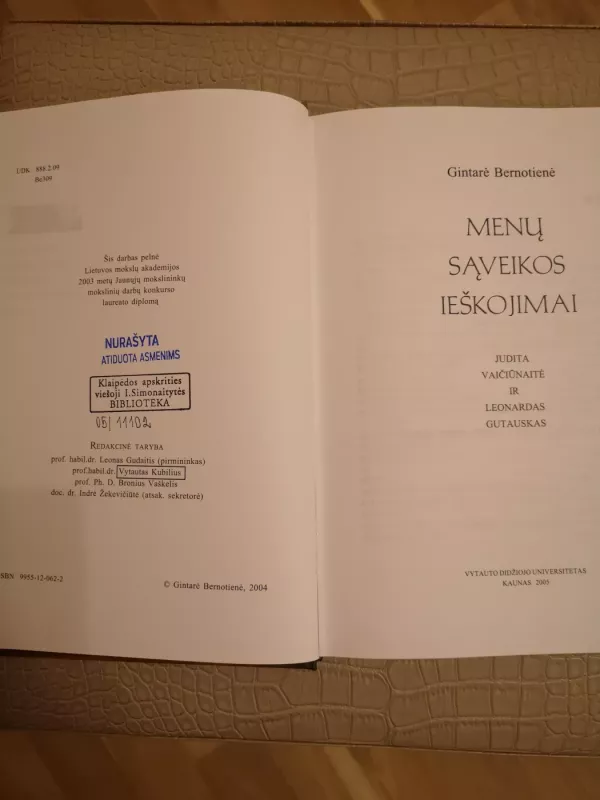 UDK 888.2.09
Be309
Šis darbas pelnė
Lietuvos mokslų akademijos
2003 metų Jaunųjų mokslininkų
mokslinių darbų konkurso
laureato diplomą
NURAŠYTA
ATIDUOTA ASMENIMS
Klaipėdos apskrities
viešoji I.Simonaitytės
BIBLIOTEKA
05/11102
REDAKCINĖ TARYBA
prof. habil.dr. Leonas Gudaitis (pirmininkas)
prof.habil.dr. Vytautas Kubilius
prof. Ph. D. Bronius Vaškelis
doc. dr. Indrė Žekevičiūtė (atsak. sekretorė)
ISBN 9955-12-062-2
© Gintarė Bernotienė, 2004
Gintarė Bernotienė
MENŲ
SĄVEIKOS
IEŠKOJIMAI
JUDITA
VAIČIŪNAITĖ
IR
LEONARDAS
GUTAUSKAS
VYTAUTO DIDŽIOJO UNIVERSITETAS
KAUNAS 2005